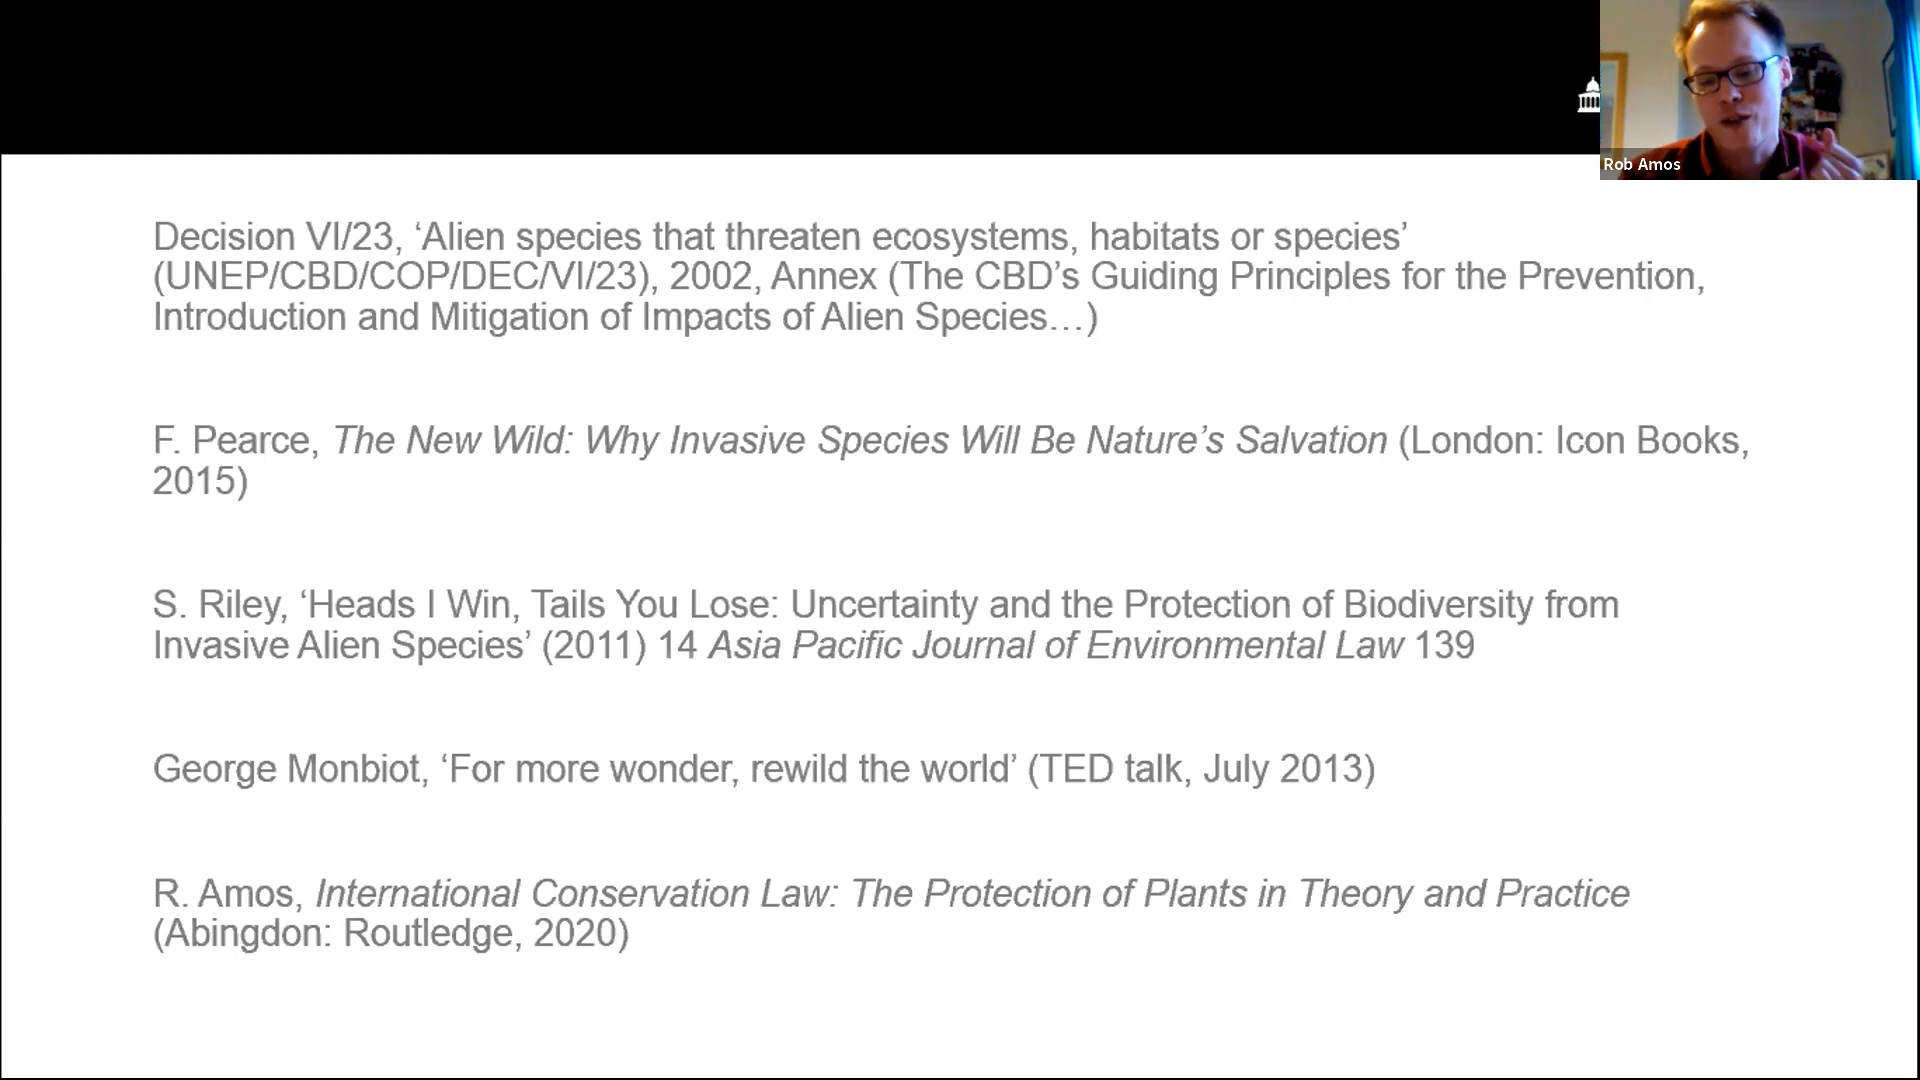 Rob Amos
Decision VI/23, ‘Alien species that threaten ecosystems, habitats or species’
(UNEP/CBD/COP/DEC/VI/23), 2002, Annex (The CBD’s Guiding Principles for the Prevention,
Introduction and Mitigation of Impacts of Alien Species…)
F. Pearce, The New Wild: Why Invasive Species Will Be Nature’s Salvation (London: Icon Books,
2015)
S. Riley, ‘Heads I Win, Tails You Lose: Uncertainty and the Protection of Biodiversity from
Invasive Alien Species’ (2011) 14 Asia Pacific Journal of Environmental Law 139
George Monbiot, ‘For more wonder, rewild the world’ (TED talk, July 2013)
R. Amos, International Conservation Law: The Protection of Plants in Theory and Practice
(Abingdon: Routledge, 2020)